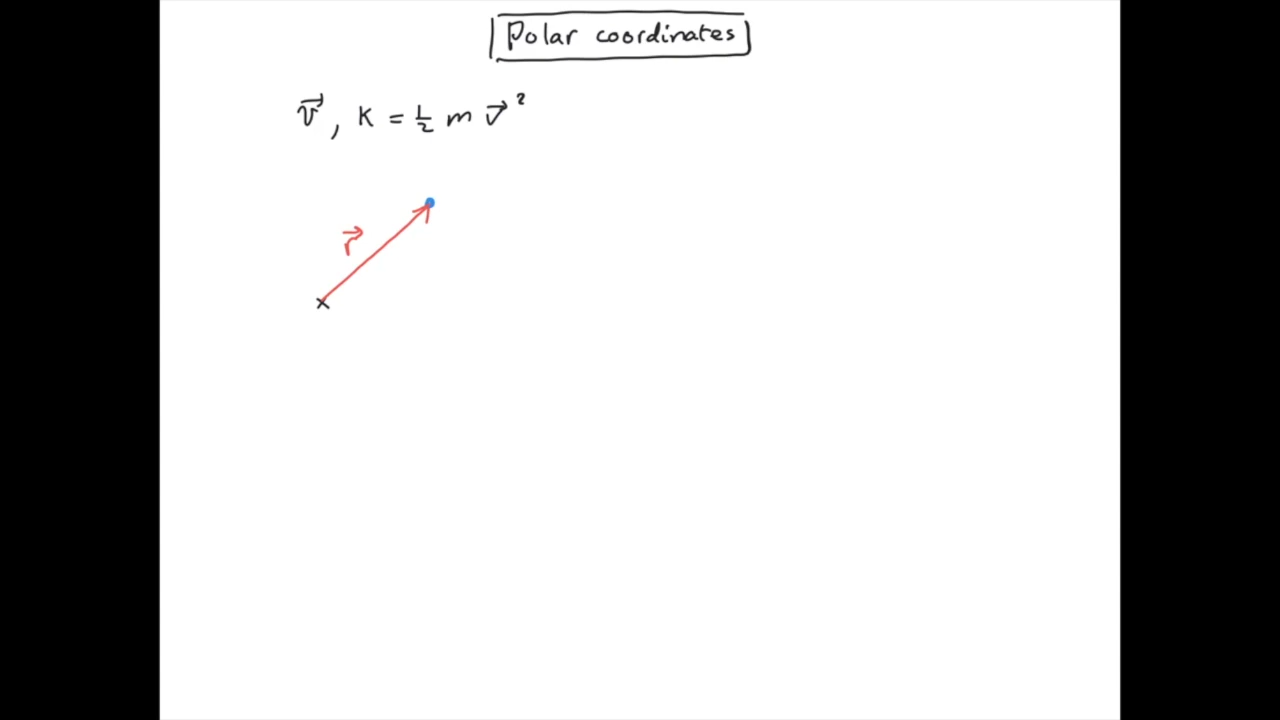 Polar coordinates
v⃗, K = ½ m v⃗ ²
r⃗